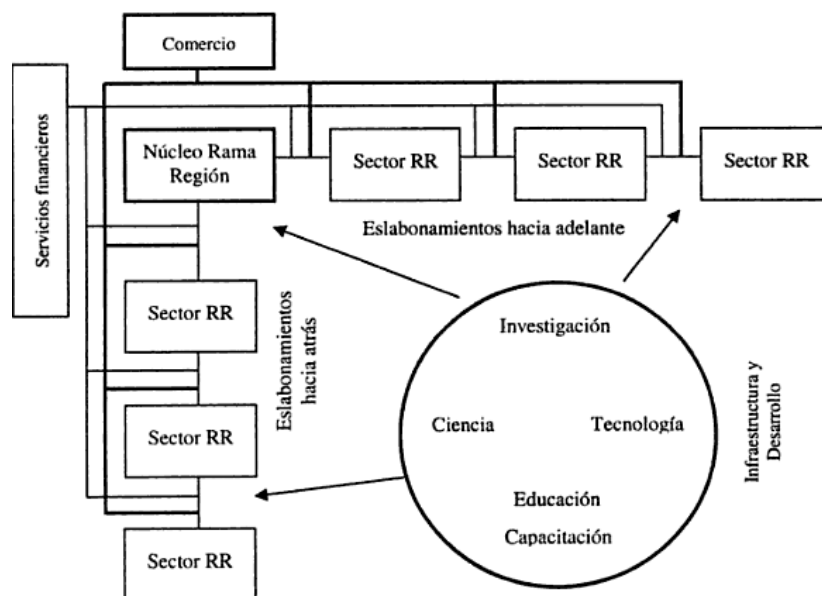 Comercio
Servicios financieros
Núcleo Rama
Región
Sector RR
Sector RR
Sector RR
Eslabonamientos hacia adelante
Sector RR
Eslabonamientos
hacia atrás
Sector RR
Sector RR
Investigación
Ciencia
Tecnología
Educación
Capacitación
Infraestructura y
Desarrollo